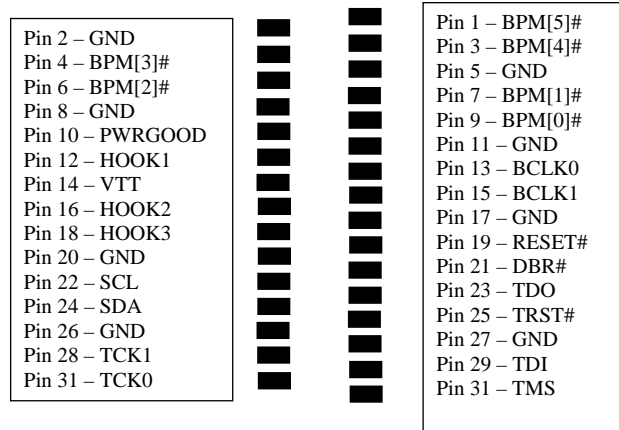 Pin 2 – GND
Pin 4 – BPM[3]#
Pin 6 – BPM[2]#
Pin 8 – GND
Pin 10 – PWRGOOD
Pin 12 – HOOK1
Pin 14 – VTT
Pin 16 – HOOK2
Pin 18 – HOOK3
Pin 20 – GND
Pin 22 – SCL
Pin 24 – SDA
Pin 26 – GND
Pin 28 – TCK1
Pin 31 – TCK0
Pin 1 – BPM[5]#
Pin 3 – BPM[4]#
Pin 5 – GND
Pin 7 – BPM[1]#
Pin 9 – BPM[0]#
Pin 11 – GND
Pin 13 – BCLK0
Pin 15 – BCLK1
Pin 17 – GND
Pin 19 – RESET#
Pin 21 – DBR#
Pin 23 – TDO
Pin 25 – TRST#
Pin 27 – GND
Pin 29 – TDI
Pin 31 – TMS